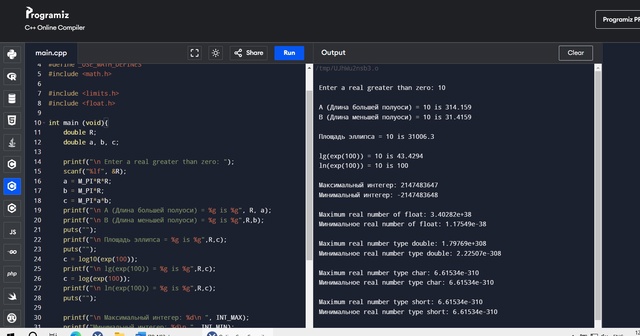 Programiz
C++ Online Compiler
Programiz PR
main.cpp
Share
Run
Output
Clear
4 #define _USE_MATH_DEFINES
5 #include <math.h>
6
7 #include <limits.h>
8 #include <float.h>
9
10 int main (void){
11 double R;
12 double a, b, c;
13
14 printf("\n Enter a real greater than zero: ");
15 scanf("%lf", &R);
16 a = M_PI*R*R;
17 b = M_PI*R;
18 c = M_PI*a*b;
19 printf("\n A (Длина большей полуоси) = %g is %g", R, a);
20 printf("\n B (Длина меньшей полуоси) = %g is %g",R,b);
21 puts("");
22 printf("\n Площадь эллипса = %g is %g",R,c);
23 puts("");
24 c = log10(exp(100));
25 printf("\n lg(exp(100)) = %g is %g",R,c);
26 c = log(exp(100));
27 printf("\n ln(exp(100)) = %g is %g",R,c);
28 puts("");
29
30 printf("\n Максимальный интегер: %d\n ", INT_MAX);
Enter a real greater than zero: 10
A (Длина большей полуоси) = 10 is 314.159
B (Длина меньшей полуоси) = 10 is 31.4159
Площадь эллипса = 10 is 31006.3
lg(exp(100)) = 10 is 43.4294
ln(exp(100)) = 10 is 100
Максимальный интегер: 2147483647
Минимальный интегер: -2147483648
Maximum real number of float: 3.40282e+38
Минимальное real number of float: 1.17549e-38
Maximum real number type double: 1.79769e+308
Минимальное real number type double: 2.22507e-308
Maximum real number type char: 6.61534e-310
Минимальное real number type char: 6.61534e-310
Maximum real number type short: 6.61534e-310
Минимальное real number type short: 6.61534e-310
JS
php